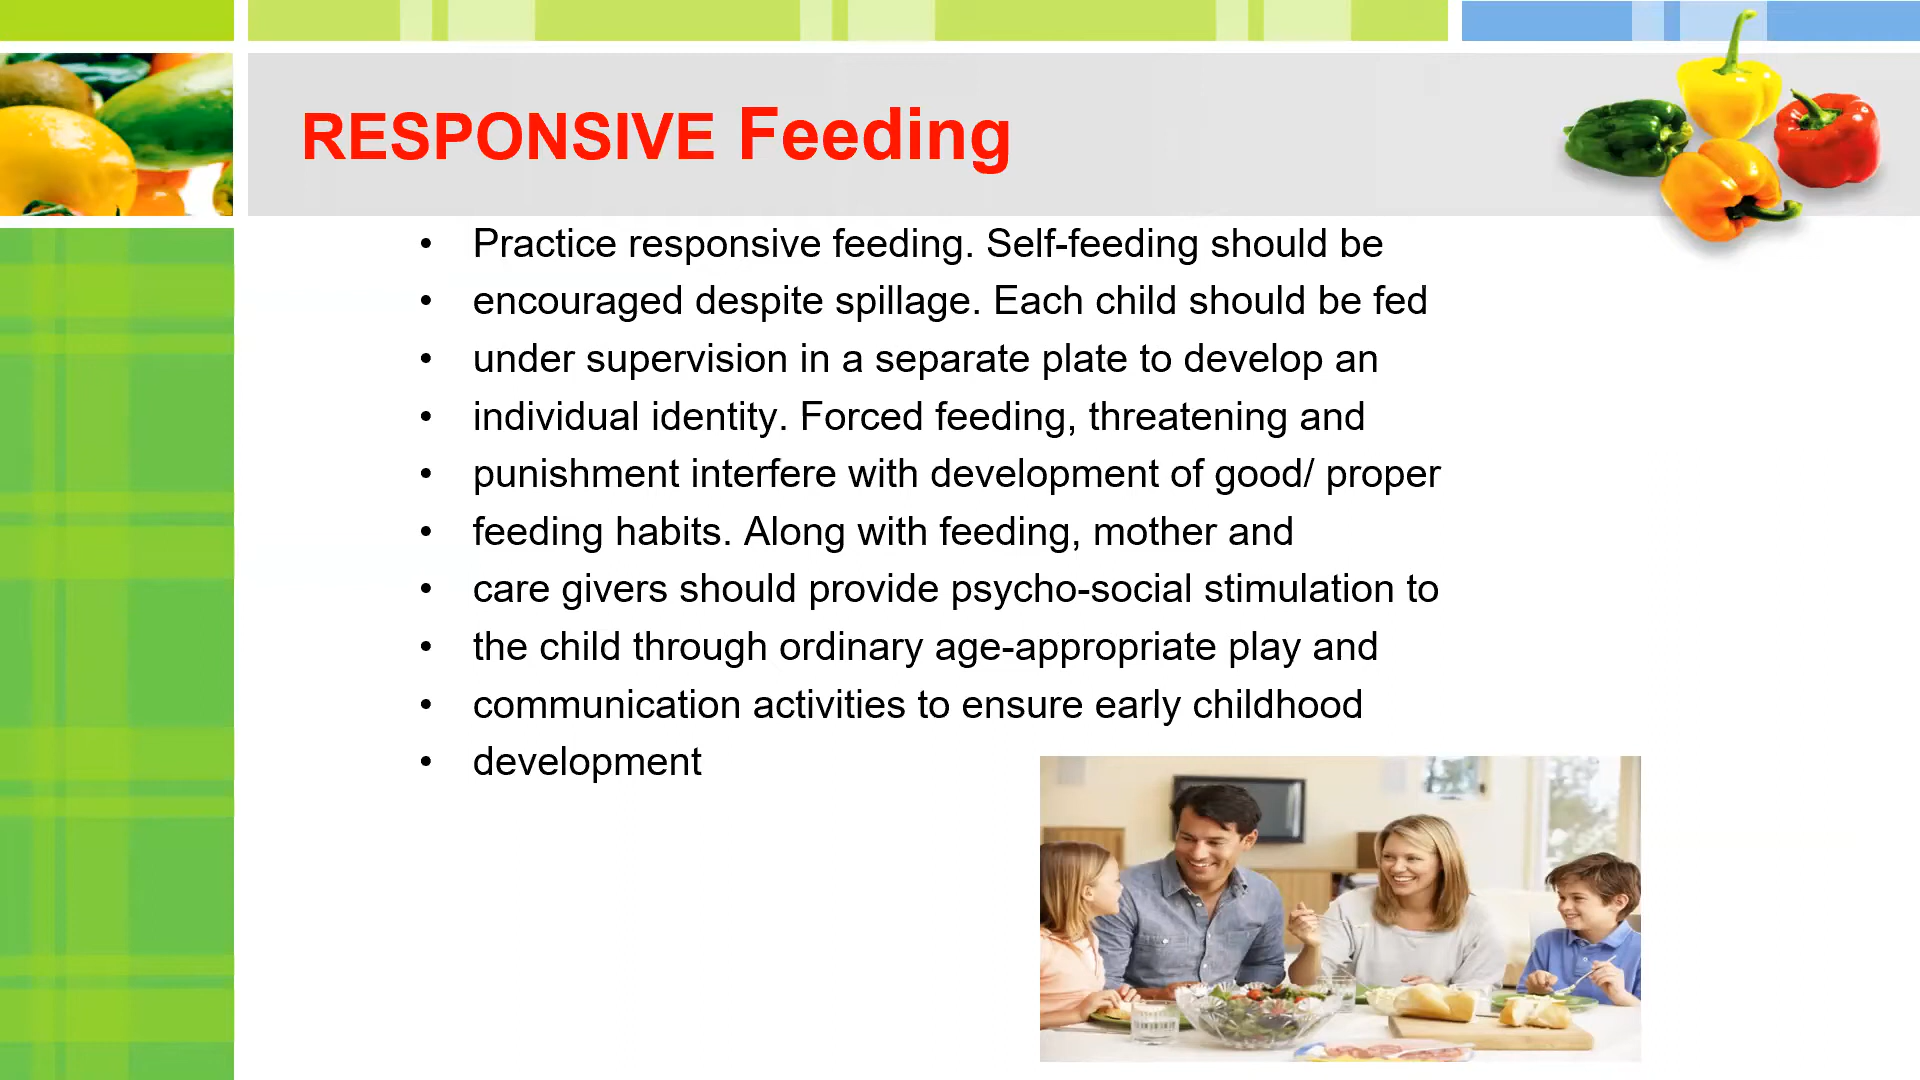 RESPONSIVE Feeding
• Practice responsive feeding. Self-feeding should be
• encouraged despite spillage. Each child should be fed
• under supervision in a separate plate to develop an
• individual identity. Forced feeding, threatening and
• punishment interfere with development of good/ proper
• feeding habits. Along with feeding, mother and
• care givers should provide psycho-social stimulation to
• the child through ordinary age-appropriate play and
• communication activities to ensure early childhood
• development